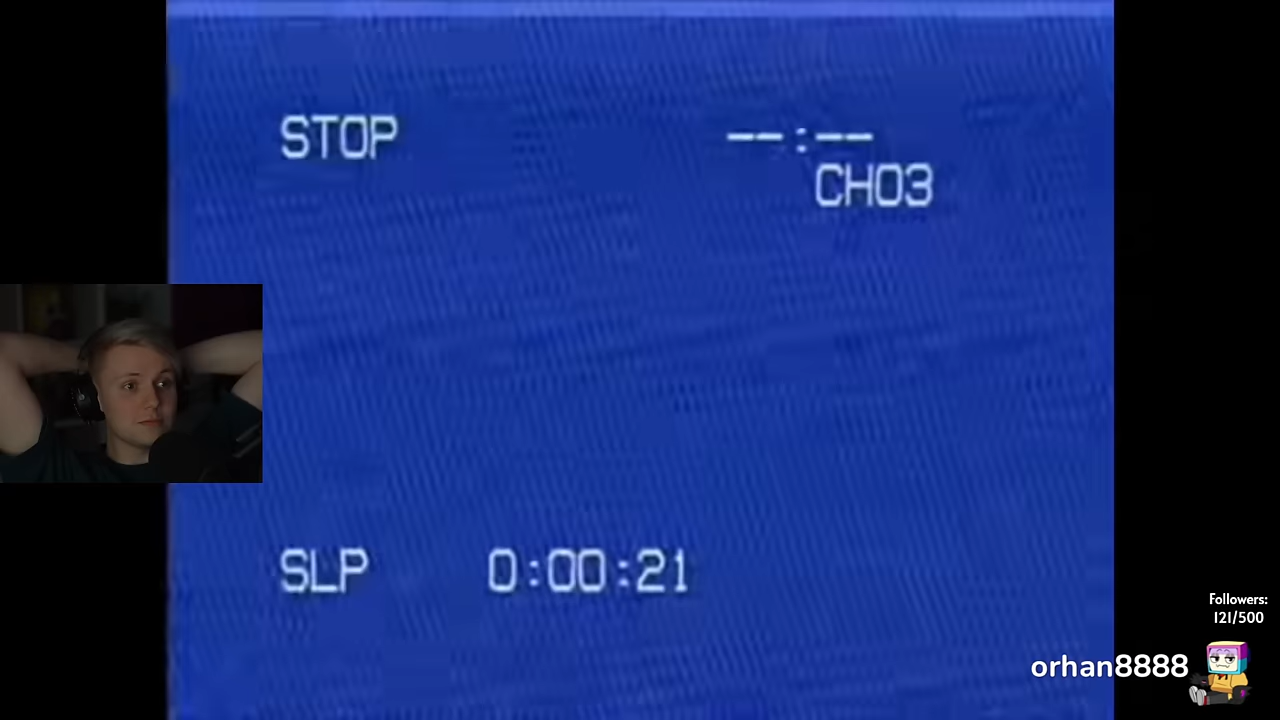 STOP
--:--
CH03
SLP 0:00:21
Followers:
121/500
orhan8888